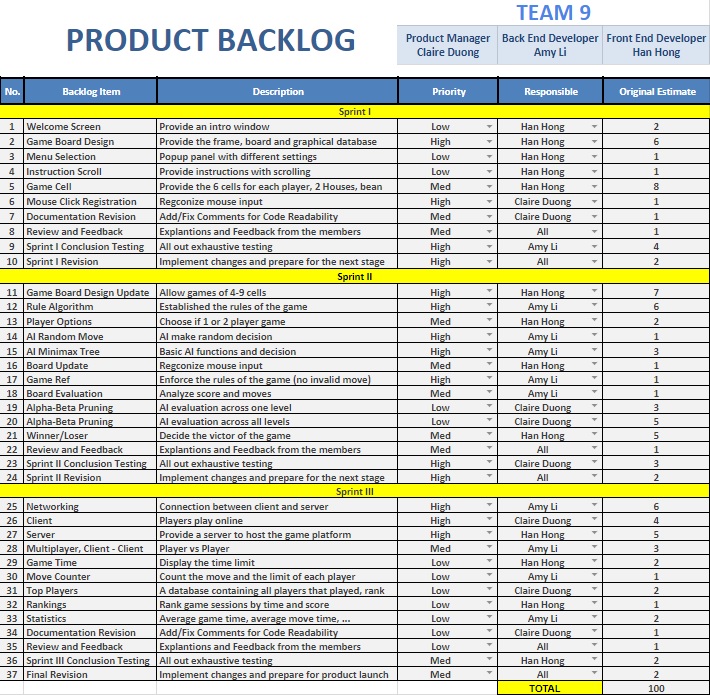 TEAM 9
PRODUCT BACKLOG
Product Manager Back End Developer Front End Developer
Claire Duong Amy Li Han Hong
No. Backlog Item Description Priority Responsible Original Estimate
Sprint I
1 Welcome Screen Provide an intro window Low Han Hong 2
2 Game Board Design Provide the frame, board and graphical database High Han Hong 6
3 Menu Selection Popup panel with different settings Low Han Hong 1
4 Instruction Scroll Provide instructions with scrolling Low Han Hong 1
5 Game Cell Provide the 6 cells for each player, 2 Houses, bean Med Han Hong 8
6 Mouse Click Registration Regconize mouse input High Claire Duong 1
7 Documentation Revision Add/Fix Comments for Code Readability Med Claire Duong 1
8 Review and Feedback Explantions and Feedback from the members Med All 1
9 Sprint I Conclusion Testing All out exhaustive testing High Amy Li 4
10 Sprint I Revision Implement changes and prepare for the next stage High All 2
Sprint II
11 Game Board Design Update Allow games of 4-9 cells High Han Hong 7
12 Rule Algorithm Established the rules of the game High Amy Li 6
13 Player Options Choose if 1 or 2 player game Med Han Hong 2
14 AI Random Move AI make random decision High Amy Li 1
15 AI Minimax Tree Basic AI functions and decision High Amy Li 3
16 Board Update Regconize mouse input Med Han Hong 1
17 Game Ref Enforce the rules of the game (no invalid move) High Amy Li 1
18 Board Evaluation Analyze score and moves Med Amy Li 1
19 Alpha-Beta Pruning AI evaluation across one level Low Claire Duong 3
20 Alpha-Beta Pruning AI evaluation across all levels Low Claire Duong 5
21 Winner/Loser Decide the victor of the game Med Han Hong 5
22 Review and Feedback Explantions and Feedback from the members Med All 1
23 Sprint II Conclusion Testing All out exhaustive testing High Claire Duong 3
24 Sprint II Revision Implement changes and prepare for the next stage High All 2
Sprint III
25 Networking Connection between client and server High Amy Li 6
26 Client Players play online High Claire Duong 4
27 Server Provide a server to host the game platform High Han Hong 5
28 Multiplayer, Client - Client Player vs Player Med Amy Li 3
29 Game Time Display the time limit Low Han Hong 2
30 Move Counter Count the move and the limit of each player Low Amy Li 1
31 Top Players A database containing all players that played, rank Low Claire Duong 2
32 Rankings Rank game sessions by time and score Low Han Hong 1
33 Statistics Average game time, average move time, ... Low Amy Li 2
34 Documentation Revision Add/Fix Comments for Code Readability Low Claire Duong 1
35 Review and Feedback Explantions and Feedback from the members Low All 1
36 Sprint III Conclusion Testing All out exhaustive testing Med Han Hong 2
37 Final Revision Implement changes and prepare for product launch Med All 2
TOTAL 100